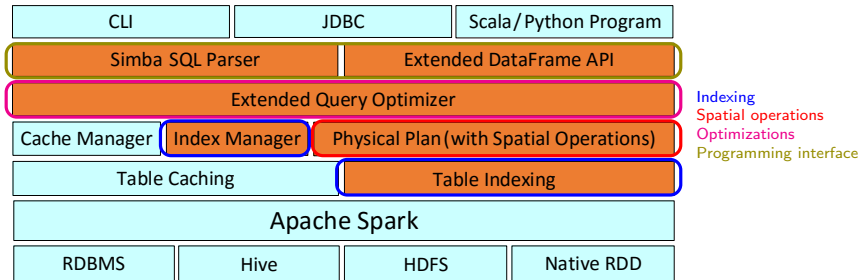 CLI JDBC Scala/Python Program
Simba SQL Parser Extended DataFrame API
Extended Query Optimizer
Cache Manager Index Manager Physical Plan (with Spatial Operations)
Table Caching Table Indexing
Apache Spark
RDBMS Hive HDFS Native RDD
Indexing
Spatial operations
Optimizations
Programming interface